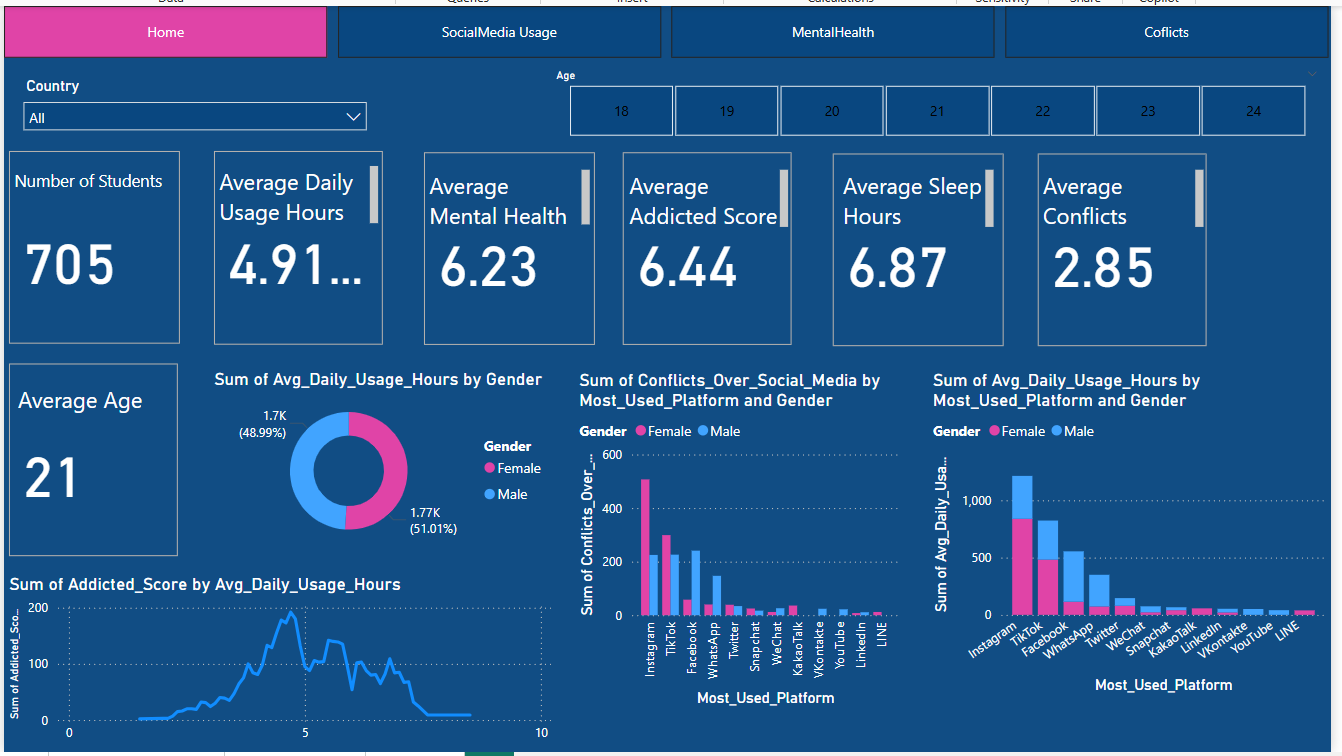 Data Queries Insert Calculations Sensitivity Share Copilot
Home SocialMedia Usage MentalHealth Coflicts
Country
All
Age
18 19 20 21 22 23 24
Number of Students
705
Average Daily
Usage Hours
4.91...
Average
Mental Health
6.23
Average
Addicted Score
6.44
Average Sleep
Hours
6.87
Average
Conflicts
2.85
Average Age
21
Sum of Avg_Daily_Usage_Hours by Gender
1.7K
(48.99%)
1.77K
(51.01%)
Gender
Female
Male
Sum of Conflicts_Over_Social_Media by
Most_Used_Platform and Gender
Gender Female Male
Sum of Conflicts_Over_...
600
400
200
0
Instagram
TikTok
Facebook
WhatsApp
Twitter
Snapchat
WeChat
KakaoTalk
VKontakte
YouTube
LinkedIn
LINE
Most_Used_Platform
Sum of Avg_Daily_Usage_Hours by
Most_Used_Platform and Gender
Gender Female Male
Sum of Avg_Daily_Usa...
1,000
500
0
Instagram
TikTok
Facebook
WhatsApp
Twitter
WeChat
Snapchat
KakaoTalk
LinkedIn
VKontakte
YouTube
LINE
Most_Used_Platform
Sum of Addicted_Score by Avg_Daily_Usage_Hours
Sum of Addicted_Sco...
200
100
0
0 5 10